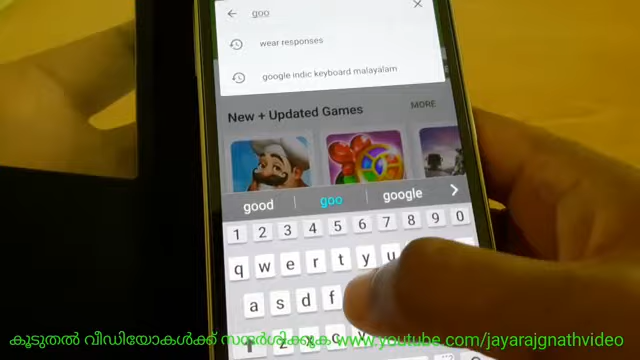 goo
wear responses
google indic keyboard malayalam
New + Updated Games MORE
good goo google
1 2 3 4 5 6 7 8 9 0
q w e r t y u
a s d f
z x c v
കൂടുതൽ വീഡിയോകൾക്ക് സന്ദർശിക്കുക www.youtube.com/jayarajgnathvideo